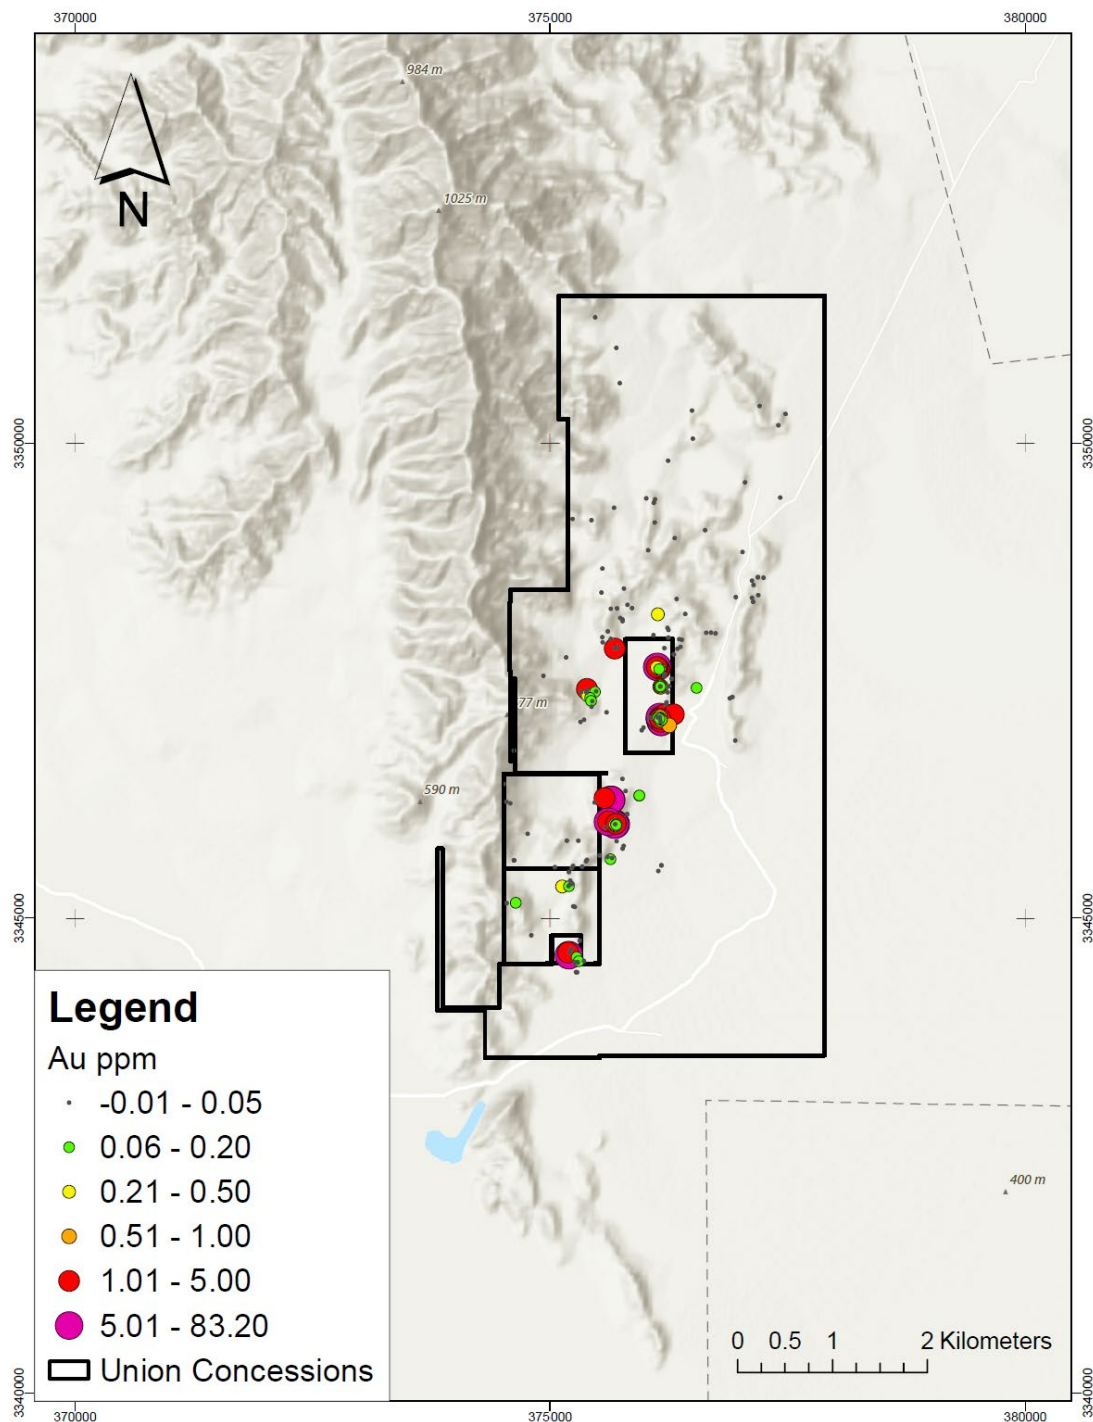 370000
375000
380000
984 m
N
1025 m
3350000
3350000
77 m
590 m
3345000
3345000
Legend
Au ppm
-0.01 - 0.05
0.06 - 0.20
0.21 - 0.50
0.51 - 1.00
1.01 - 5.00
5.01 - 83.20
Union Concessions
400 m
0 0.5 1 2 Kilometers
3340000
3340000
370000
375000
380000